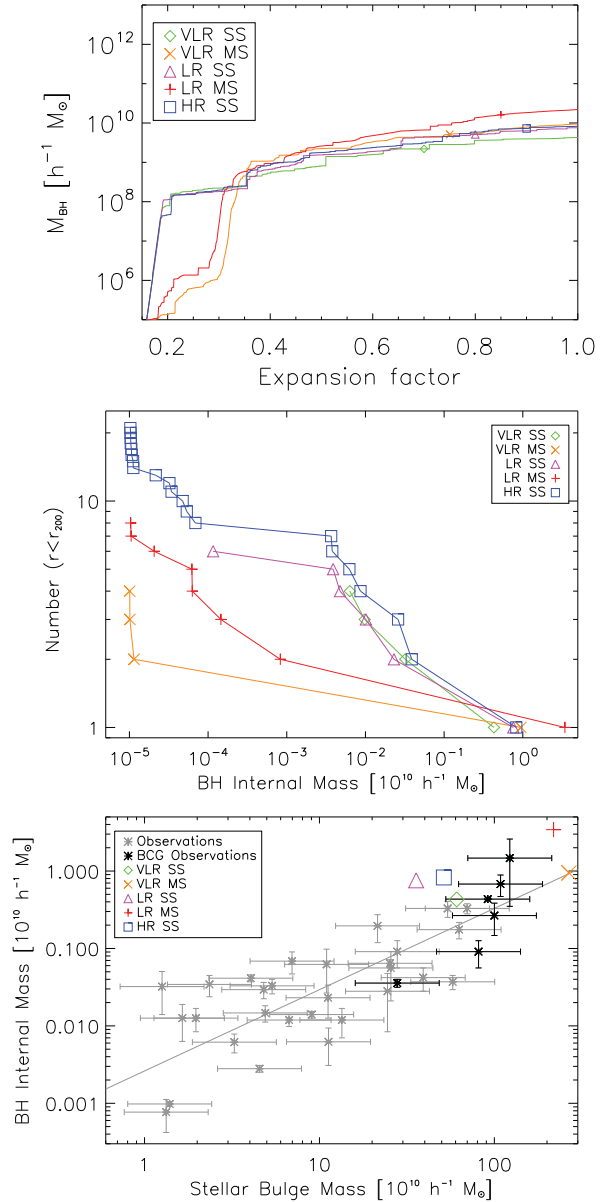 10¹²
10¹⁰
10⁸
10⁶
M_BH [h⁻¹ M☉]
VLR SS
VLR MS
LR SS
LR MS
HR SS
0.2 0.4 0.6 0.8 1.0
Expansion factor
10
1
Number (r<r₂₀₀)
VLR SS
VLR MS
LR SS
LR MS
HR SS
10⁻⁵ 10⁻⁴ 10⁻³ 10⁻² 10⁻¹ 10⁰
BH Internal Mass [10¹⁰ h⁻¹ M☉]
1.000
0.100
0.010
0.001
BH Internal Mass [10¹⁰ h⁻¹ M☉]
Observations
BCG Observations
VLR SS
VLR MS
LR SS
LR MS
HR SS
1 10 100
Stellar Bulge Mass [10¹⁰ h⁻¹ M☉]